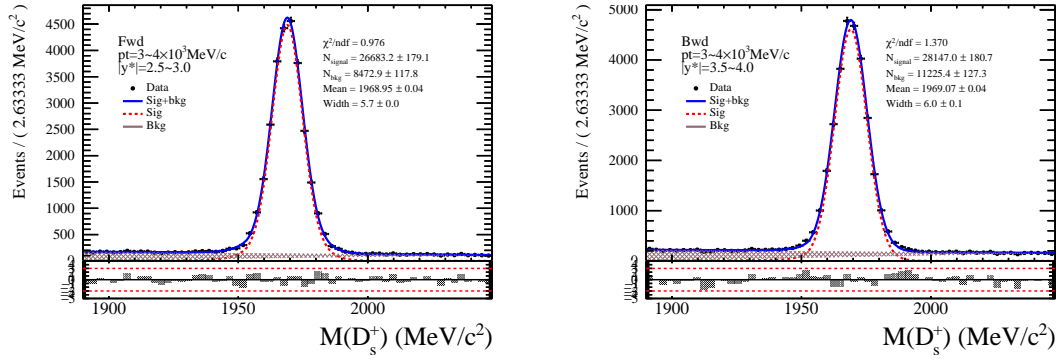 Events / ( 2.63333 MeV/c²)
4500
4000
3500
3000
2500
2000
1500
1000
500
Fwd
pt=3~4×10³MeV/c
|y*|=2.5~3.0
Data
Sig+bkg
Sig
Bkg
χ²/ndf = 0.976
N_signal = 26683.2 ± 179.1
N_bkg = 8472.9 ± 117.8
Mean = 1968.95 ± 0.04
Width = 5.7 ± 0.0
1900 1950 2000
M(D_s^+) (MeV/c²)
Events / ( 2.63333 MeV/c²)
5000
4000
3000
2000
1000
Bwd
pt=3~4×10³MeV/c
|y*|=3.5~4.0
Data
Sig+bkg
Sig
Bkg
χ²/ndf = 1.370
N_signal = 28147.0 ± 180.7
N_bkg = 11225.4 ± 127.3
Mean = 1969.07 ± 0.04
Width = 6.0 ± 0.1
1900 1950 2000
M(D_s^+) (MeV/c²)